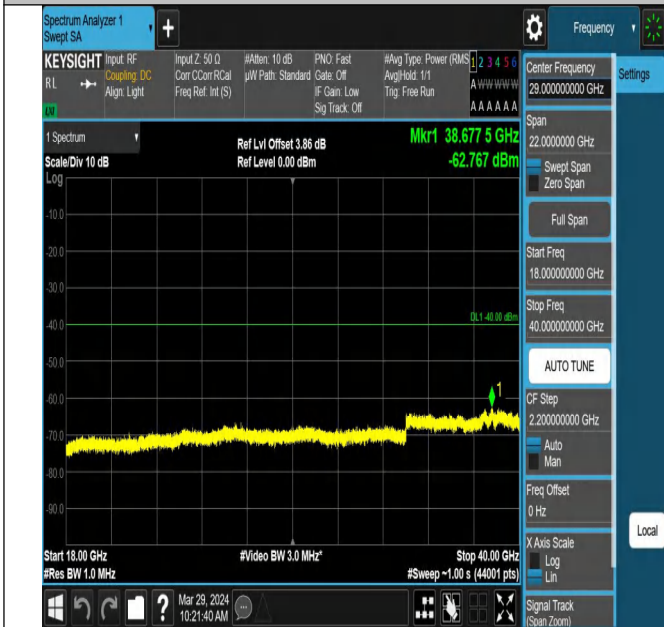 Spectrum Analyzer 1
Swept SA
+
Frequency
KEYSIGHT
RL
LXI
Input: RF
Coupling: DC
Align: Light
Input Z: 50 Ω
Corr CCorr RCal
Freq Ref: Int (S)
#Atten: 10 dB
µW Path: Standard
PNO: Fast
Gate: Off
IF Gain: Low
Sig Track: Off
#Avg Type: Power (RMS
Avg|Hold: 1/1
Trig: Free Run
1 2 3 4 5 6
A W W W W W
A A A A A A
1 Spectrum
Scale/Div 10 dB
Log
Ref Lvl Offset 3.86 dB
Ref Level 0.00 dBm
Mkr1 38.677 5 GHz
-62.767 dBm
-10.0
-20.0
-30.0
DL1 -40.00 dBm
-40.0
-50.0
-60.0
1
-70.0
-80.0
-90.0
Start 18.00 GHz
#Res BW 1.0 MHz
#Video BW 3.0 MHz*
Stop 40.00 GHz
#Sweep ~1.00 s (44001 pts)
Mar 29, 2024
10:21:40 AM
?
Center Frequency
29.000000000 GHz
Settings
Span
22.0000000 GHz
Swept Span
Zero Span
Full Span
Start Freq
18.000000000 GHz
Stop Freq
40.000000000 GHz
AUTO TUNE
CF Step
2.200000000 GHz
Auto
Man
Freq Offset
0 Hz
X Axis Scale
Log
Lin
Local
Signal Track
(Span Zoom)